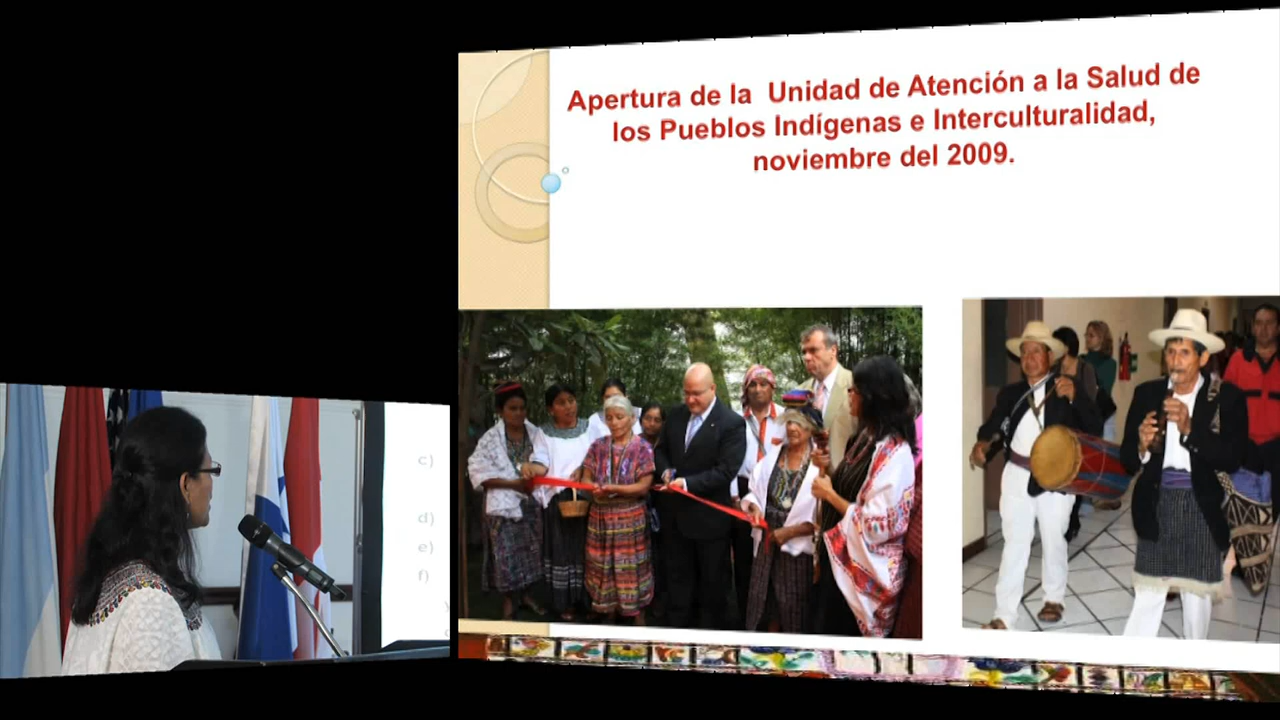 Apertura de la Unidad de Atención a la Salud de
los Pueblos Indígenas e Interculturalidad,
noviembre del 2009.
c)
d)
e)
f)